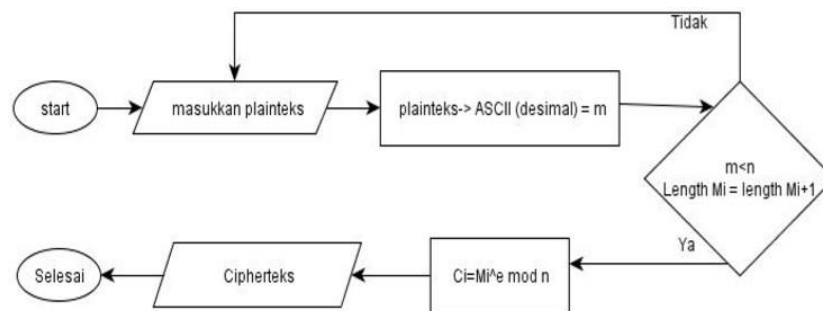 Tidak
start
masukkan plainteks
plainteks-> ASCII (desimal) = m
m<n
Length Mi = length Mi+1
Ya
Ci=Mi^e mod n
Cipherteks
Selesai